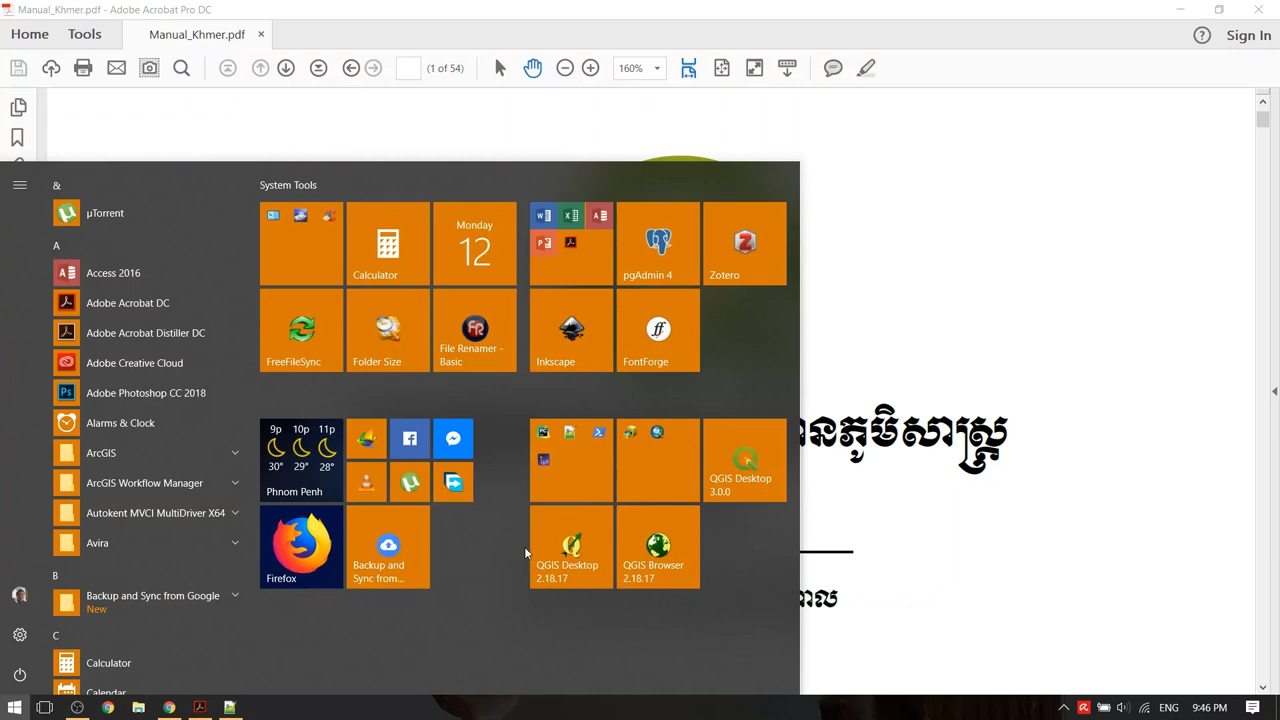 Manual_Khmer.pdf - Adobe Acrobat Pro DC
Home
Tools
Manual_Khmer.pdf
Sign In
(1 of 54)
160%
&
µTorrent
A
Access 2016
Adobe Acrobat DC
Adobe Acrobat Distiller DC
Adobe Creative Cloud
Adobe Photoshop CC 2018
Alarms & Clock
ArcGIS
ArcGIS Workflow Manager
Autokent MVCI MultiDriver X64
Avira
B
Backup and Sync from Google
New
C
Calculator
Calendar
System Tools
Calculator
Monday
12
FreeFileSync
Folder Size
File Renamer -
Basic
pgAdmin 4
Zotero
Inkscape
FontForge
9p 10p 11p
30° 29° 28°
Phnom Penh
Firefox
Backup and
Sync from...
QGIS Desktop
3.0.0
QGIS Desktop
2.18.17
QGIS Browser
2.18.17
នភូមិសាស្ត្រ
ENG
9:46 PM